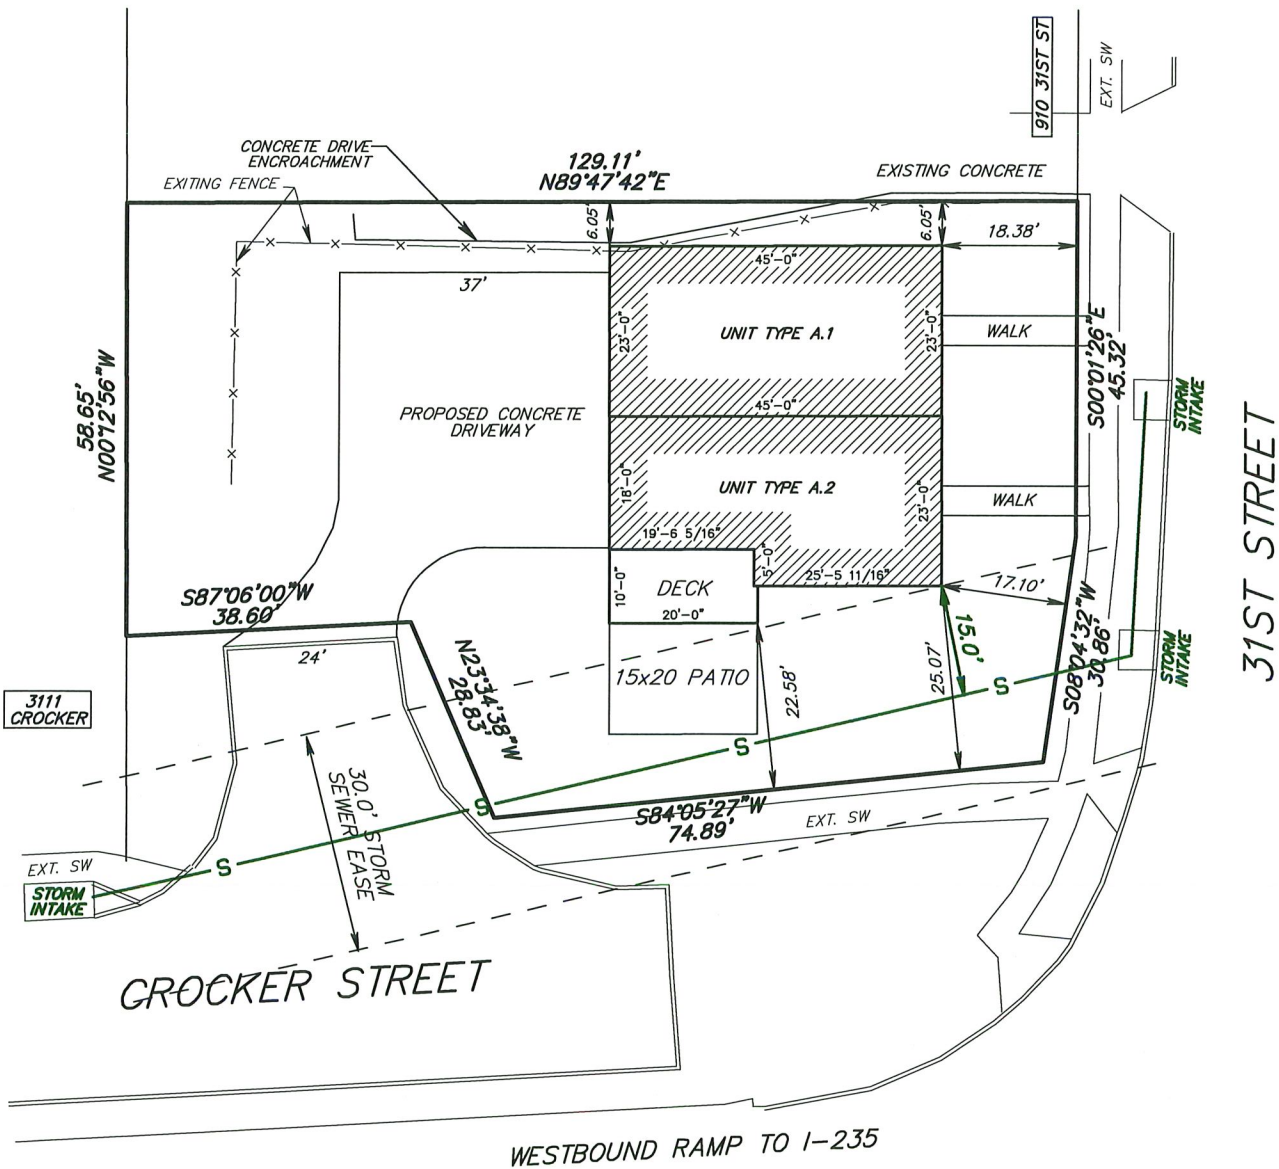 910 31ST ST
EXT. SW
CONCRETE DRIVE
ENCROACHMENT
129.11'
N89°47'42"E
EXISTING CONCRETE
EXITING FENCE
6.05'
6.05'
18.38'
45'-0"
37'
23'-0"
UNIT TYPE A.1
23'-0"
WALK
S00°01'26"E
45.32'
58.65'
N00°12'56"W
STORM
INTAKE
45'-0"
PROPOSED CONCRETE
DRIVEWAY
31ST STREET
18'-0"
UNIT TYPE A.2
23'-0"
WALK
19'-6 5/16"
5'-0"
25'-5 11/16"
S87°06'00"W
38.60'
10'-0"
DECK
20'-0"
17.10'
15.0'
S08°04'32"W
30.86'
STORM
INTAKE
24'
N23°34'38"W
28.83'
15x20 PATIO
22.58'
25.07'
S
3111
CROCKER
S
30.0' STORM
SEWER EASE
S
S84°05'27"W
74.89'
EXT. SW
EXT. SW
S
STORM
INTAKE
CROCKER STREET
WESTBOUND RAMP TO I-235